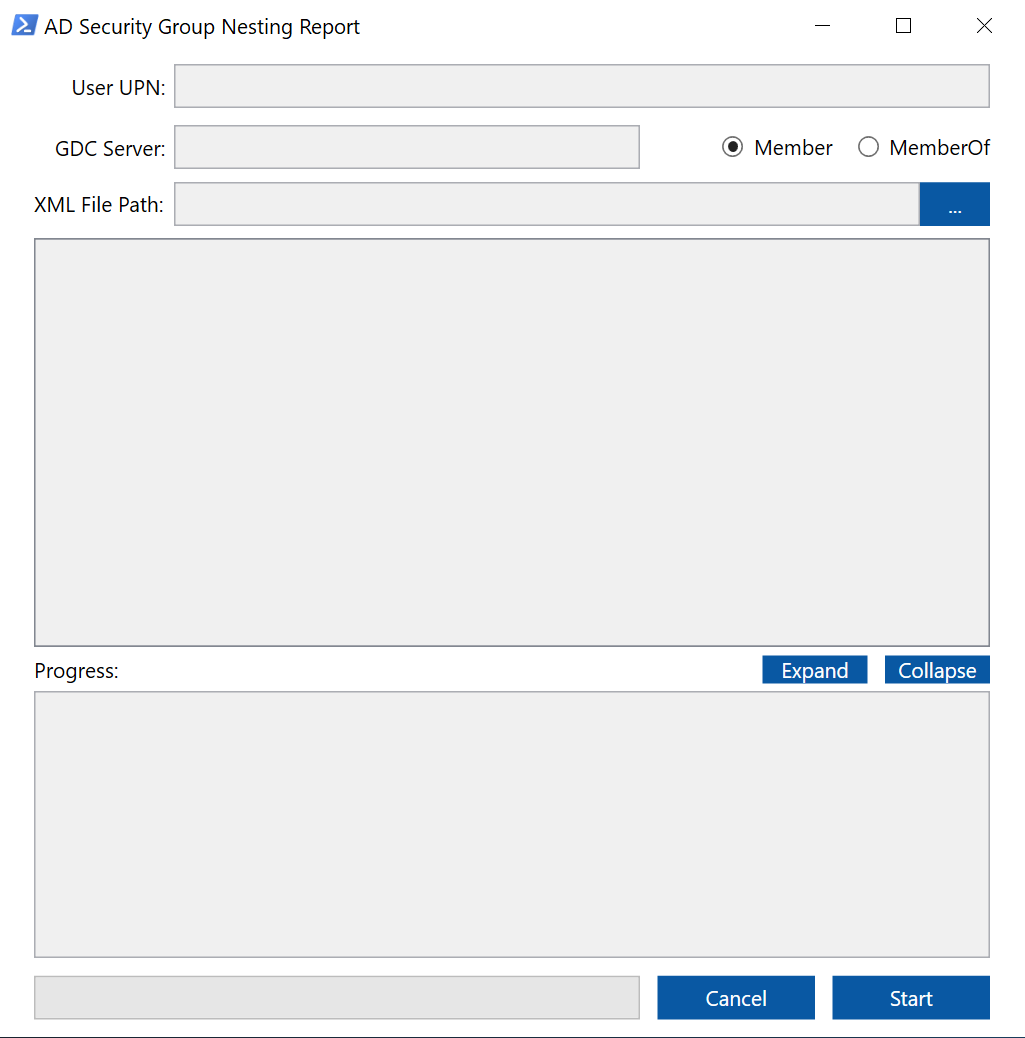 AD Security Group Nesting Report
User UPN:
GDC Server:
Member
MemberOf
XML File Path:
...
Progress:
Expand
Collapse
Cancel
Start